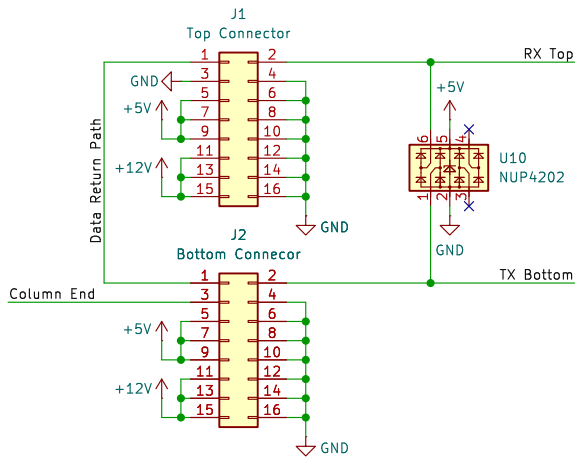 J1
Top Connector
1 2 RX Top
GND 3 4
5 6 +5V
+5V 7 8
9 10
+12V 11 12
13 14
15 16
6 5 4
U10
NUP4202
1 2 3
GND
GND
Data Return Path
J2
Bottom Connecor
1 2 TX Bottom
Column End 3 4
5 6
+5V 7 8
9 10
+12V 11 12
13 14
15 16
GND